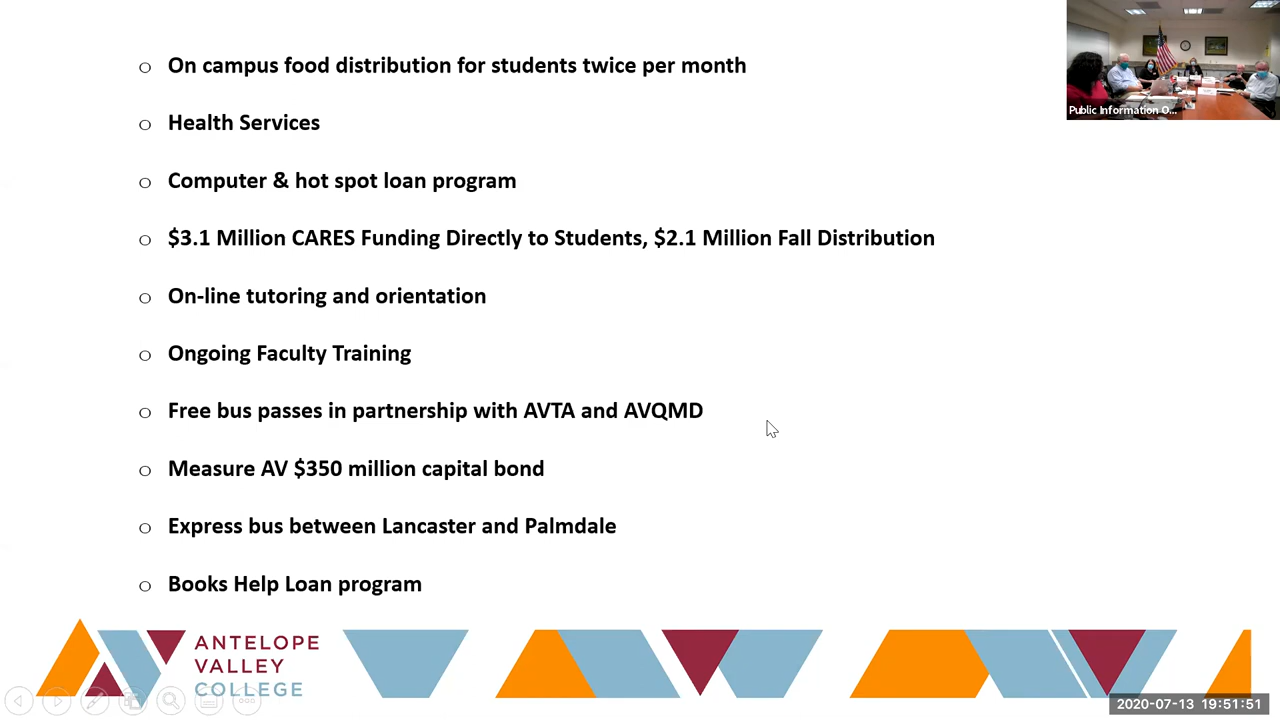 On campus food distribution for students twice per month
Public Information O...
Health Services
Computer & hot spot loan program
$3.1 Million CARES Funding Directly to Students, $2.1 Million Fall Distribution
On-line tutoring and orientation
Ongoing Faculty Training
Free bus passes in partnership with AVTA and AVQMD
Measure AV $350 million capital bond
Express bus between Lancaster and Palmdale
Books Help Loan program
ANTELOPE
VALLEY
COLLEGE
2020-07-13 19:51:51